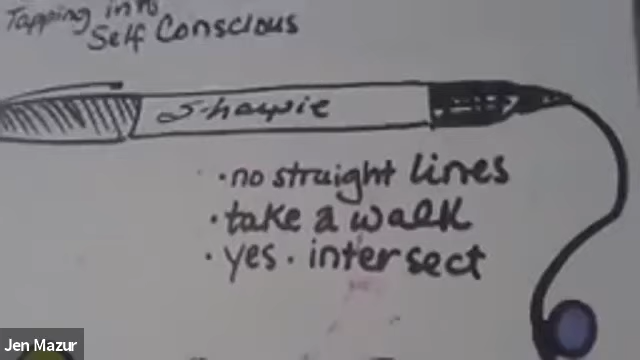 Tapping into
Self Conscious
Sharpie
• no straight lines
• take a walk
• yes • intersect
Jen Mazur